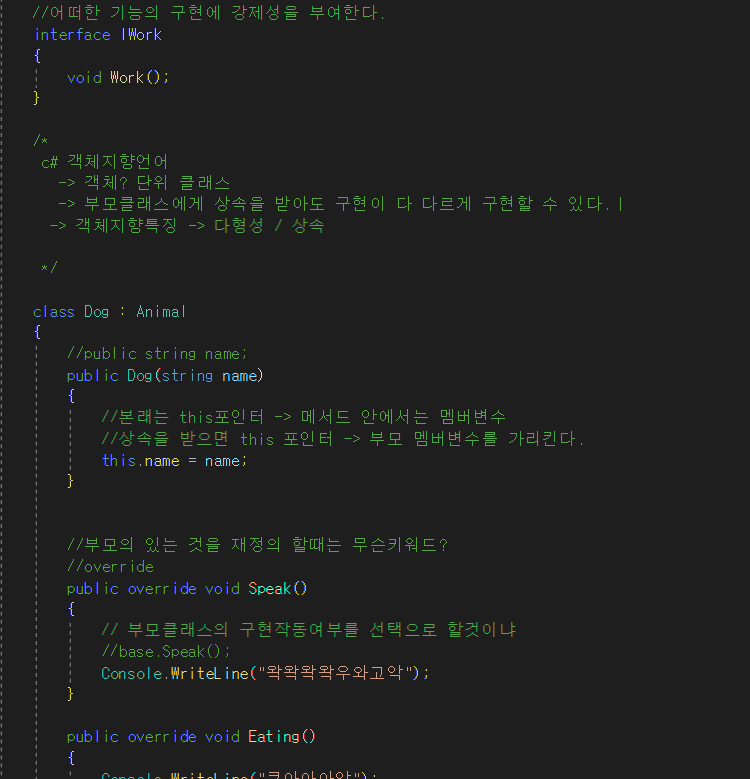 //어떠한 기능의 구현에 강제성을 부여한다.
interface IWork
{
void Work();
}
/*
c# 객체지향언어
-> 객체? 단위 클래스
-> 부모클래스에게 상속을 받아도 구현이 다 다르게 구현할 수 있다.ㅣ
-> 객체지향특징 -> 다형성 / 상속
*/
class Dog : Animal
{
//public string name;
public Dog(string name)
{
//본래는 this포인터 -> 메서드 안에서는 멤버변수
//상속을 받으면 this 포인터 -> 부모 멤버변수를 가리킨다.
this.name = name;
}
//부모의 있는 것을 재정의 할때는 무슨키워드?
//override
public override void Speak()
{
// 부모클래스의 구현작동여부를 선택으로 할것이냐
//base.Speak();
Console.WriteLine("왁왁왁왁우와고악");
}
public override void Eating()
{
Console.WriteLine("